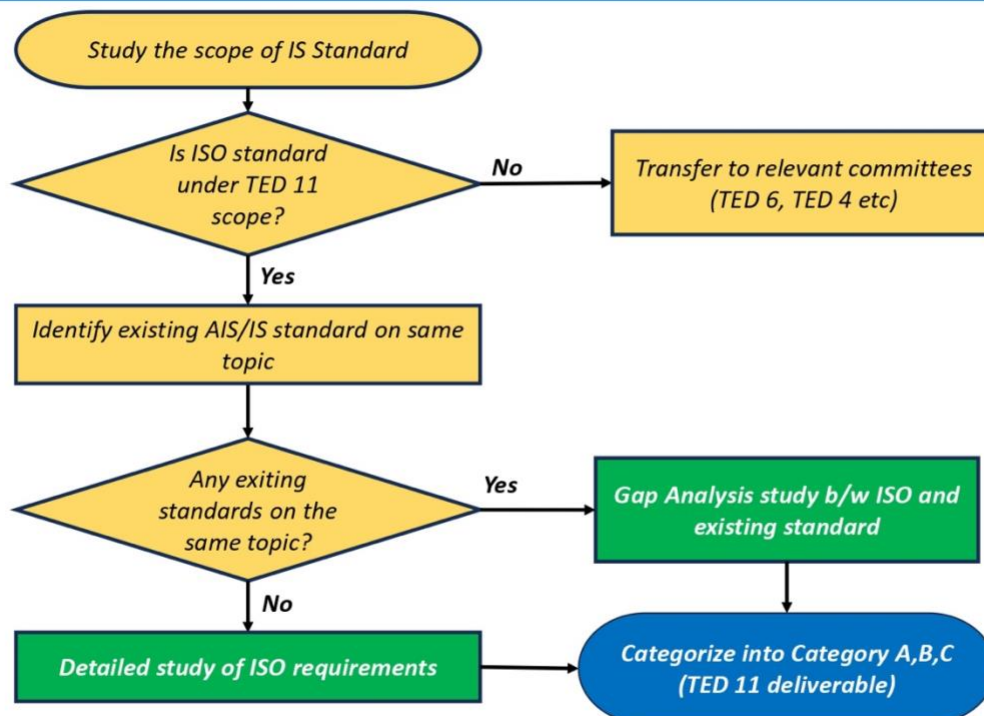 Study the scope of IS Standard
Is ISO standard
under TED 11
scope?
No
Transfer to relevant committees
(TED 6, TED 4 etc)
Yes
Identify existing AIS/IS standard on same
topic
Any exiting
standards on the
same topic?
Yes
Gap Analysis study b/w ISO and
existing standard
No
Detailed study of ISO requirements
Categorize into Category A,B,C
(TED 11 deliverable)